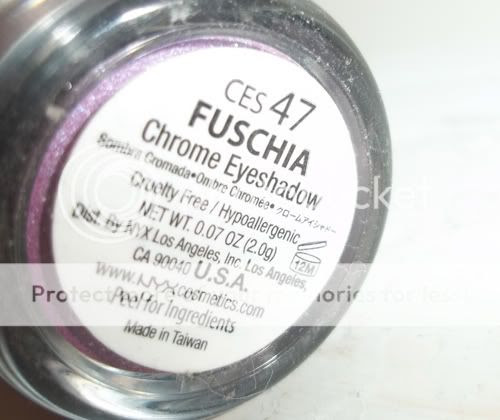 CES 47
FUSCHIA
Chrome Eyeshadow
Sombra Cromada • Ombre Chromée • クロームアイシャドー
Cruelty Free / Hypoallergenic
NET WT. 0.07 OZ (2.0g)
12M
Dist. By NYX Los Angeles, Inc. Los Angeles,
CA 90040 U.S.A.
www.NYXcosmetics.com
Peel for Ingredients
Made in Taiwan